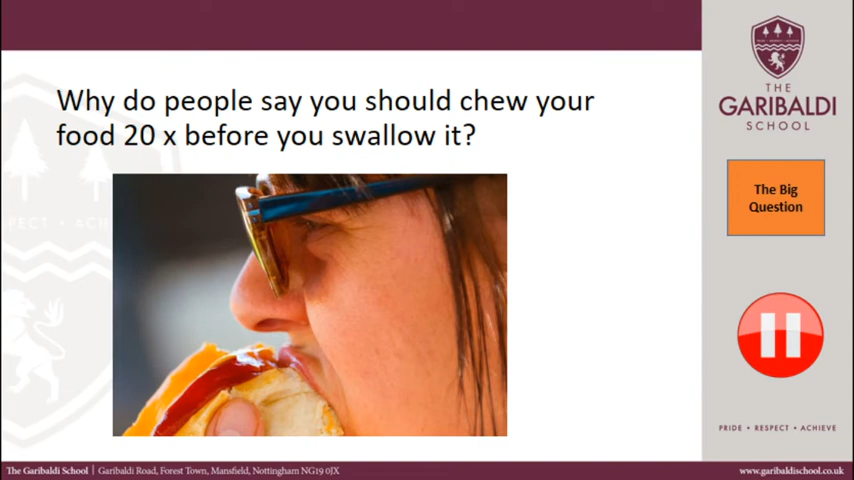 Why do people say you should chew your
food 20 x before you swallow it?
THE
GARIBALDI
SCHOOL
The Big
Question
PRIDE • RESPECT • ACHIEVE
PECT • ACH
The Garibaldi School | Garibaldi Road, Forest Town, Mansfield, Nottingham NG19 0JX
www.garibaldischool.co.uk